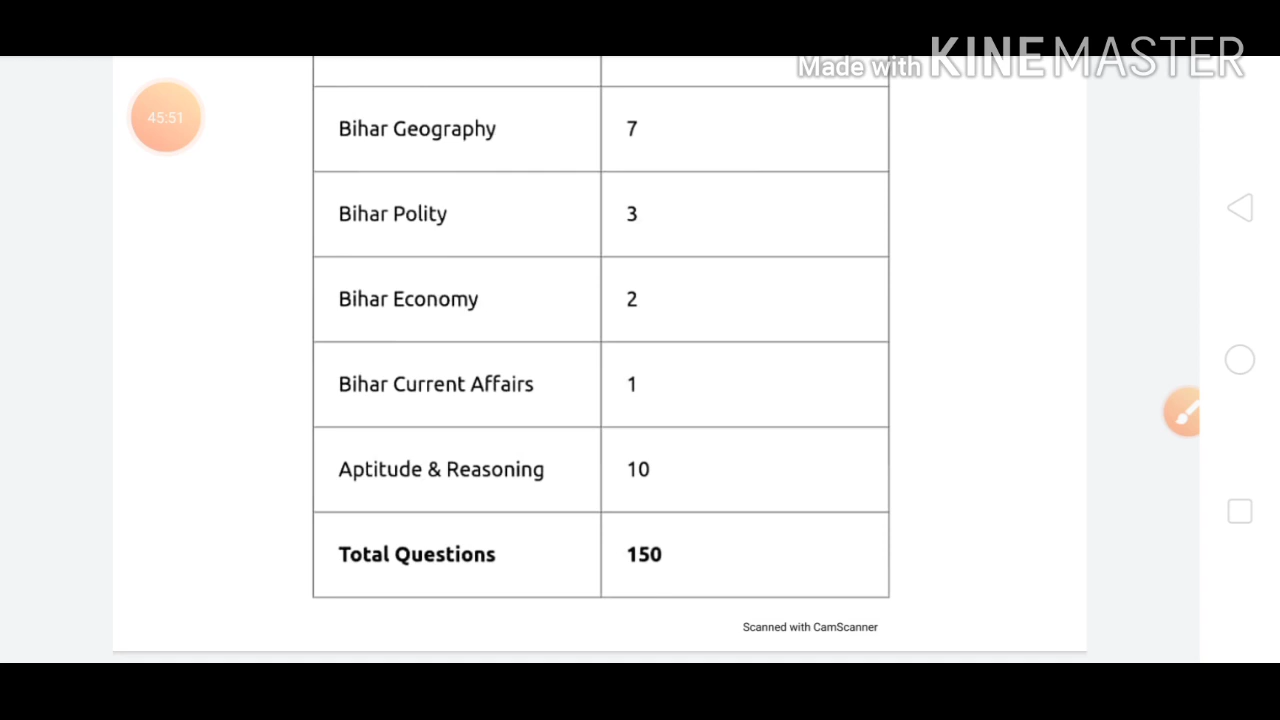 Made with KINEMASTER
45:51
Bihar Geography 7
Bihar Polity 3
Bihar Economy 2
Bihar Current Affairs 1
Aptitude & Reasoning 10
Total Questions 150
Scanned with CamScanner